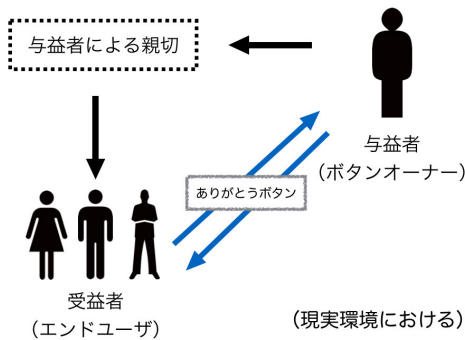 与益者による親切
与益者
（ボタンオーナー）
ありがとうボタン
受益者
（エンドユーザ）
（現実環境における）